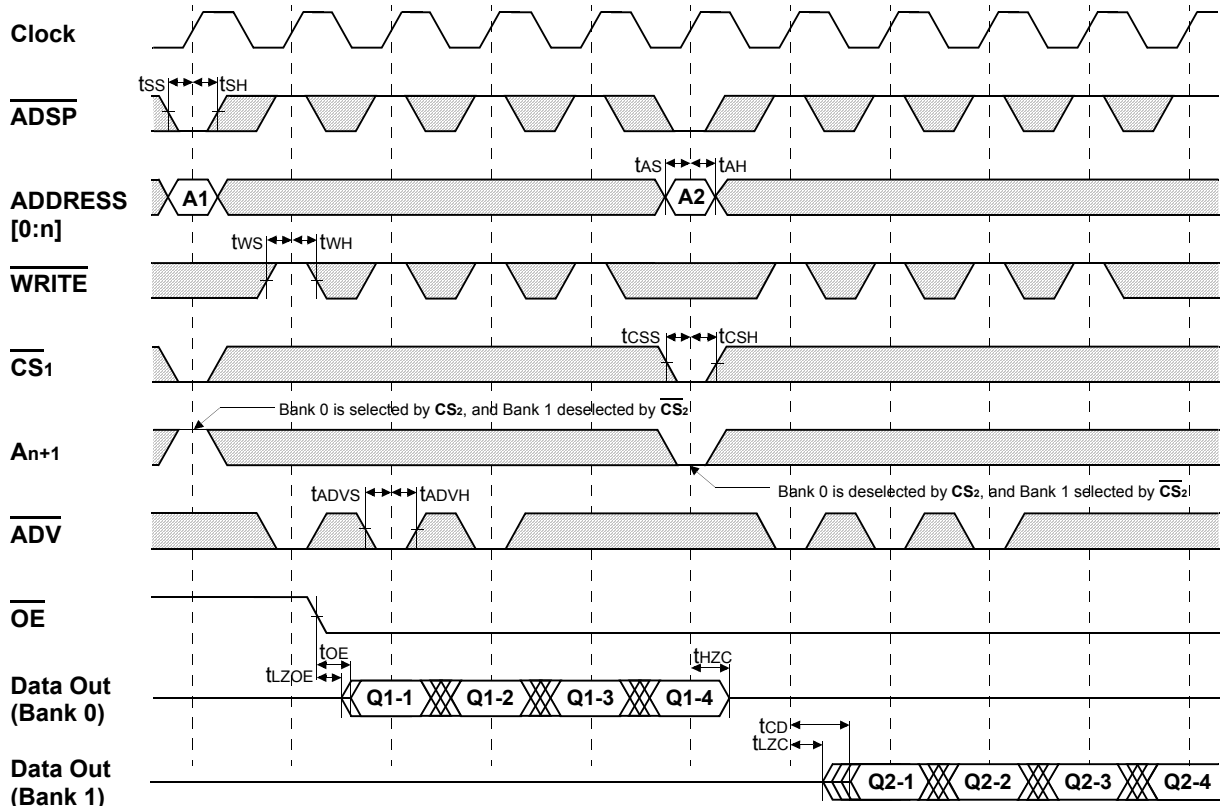 Clock
tSS tSH
ADSP
tAS tAH
ADDRESS
[0:n]
A1 A2
tWS tWH
WRITE
tCSS tCSH
CS1
Bank 0 is selected by CS2, and Bank 1 deselected by CS2
An+1
Bank 0 is deselected by CS2, and Bank 1 selected by CS2
tADVS tADVH
ADV
OE
tOE
tLZOE
tHZC
Data Out
(Bank 0)
Q1-1 Q1-2 Q1-3 Q1-4
tCD
tLZC
Data Out
(Bank 1)
Q2-1 Q2-2 Q2-3 Q2-4